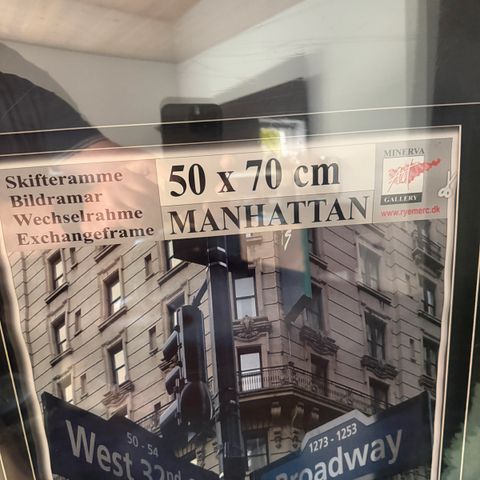 Skifteramme
Bildramar
Wechselrahme
Exchangeframe
50 x 70 cm
MANHATTAN
MINERVA
Art
GALLERY
www.ryemerc.dk
50 - 54
West 32nd
1273 - 1253
Broadway